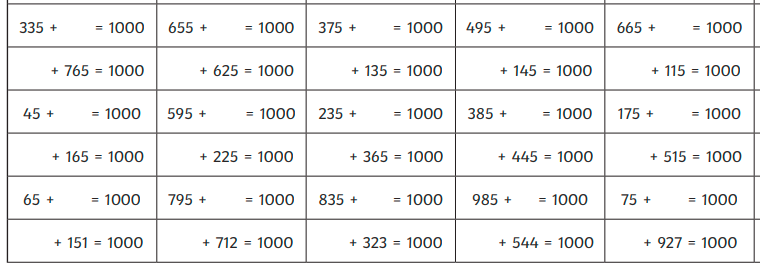 335 + = 1000 655 + = 1000 375 + = 1000 495 + = 1000 665 + = 1000
+ 765 = 1000 + 625 = 1000 + 135 = 1000 + 145 = 1000 + 115 = 1000
45 + = 1000 595 + = 1000 235 + = 1000 385 + = 1000 175 + = 1000
+ 165 = 1000 + 225 = 1000 + 365 = 1000 + 445 = 1000 + 515 = 1000
65 + = 1000 795 + = 1000 835 + = 1000 985 + = 1000 75 + = 1000
+ 151 = 1000 + 712 = 1000 + 323 = 1000 + 544 = 1000 + 927 = 1000